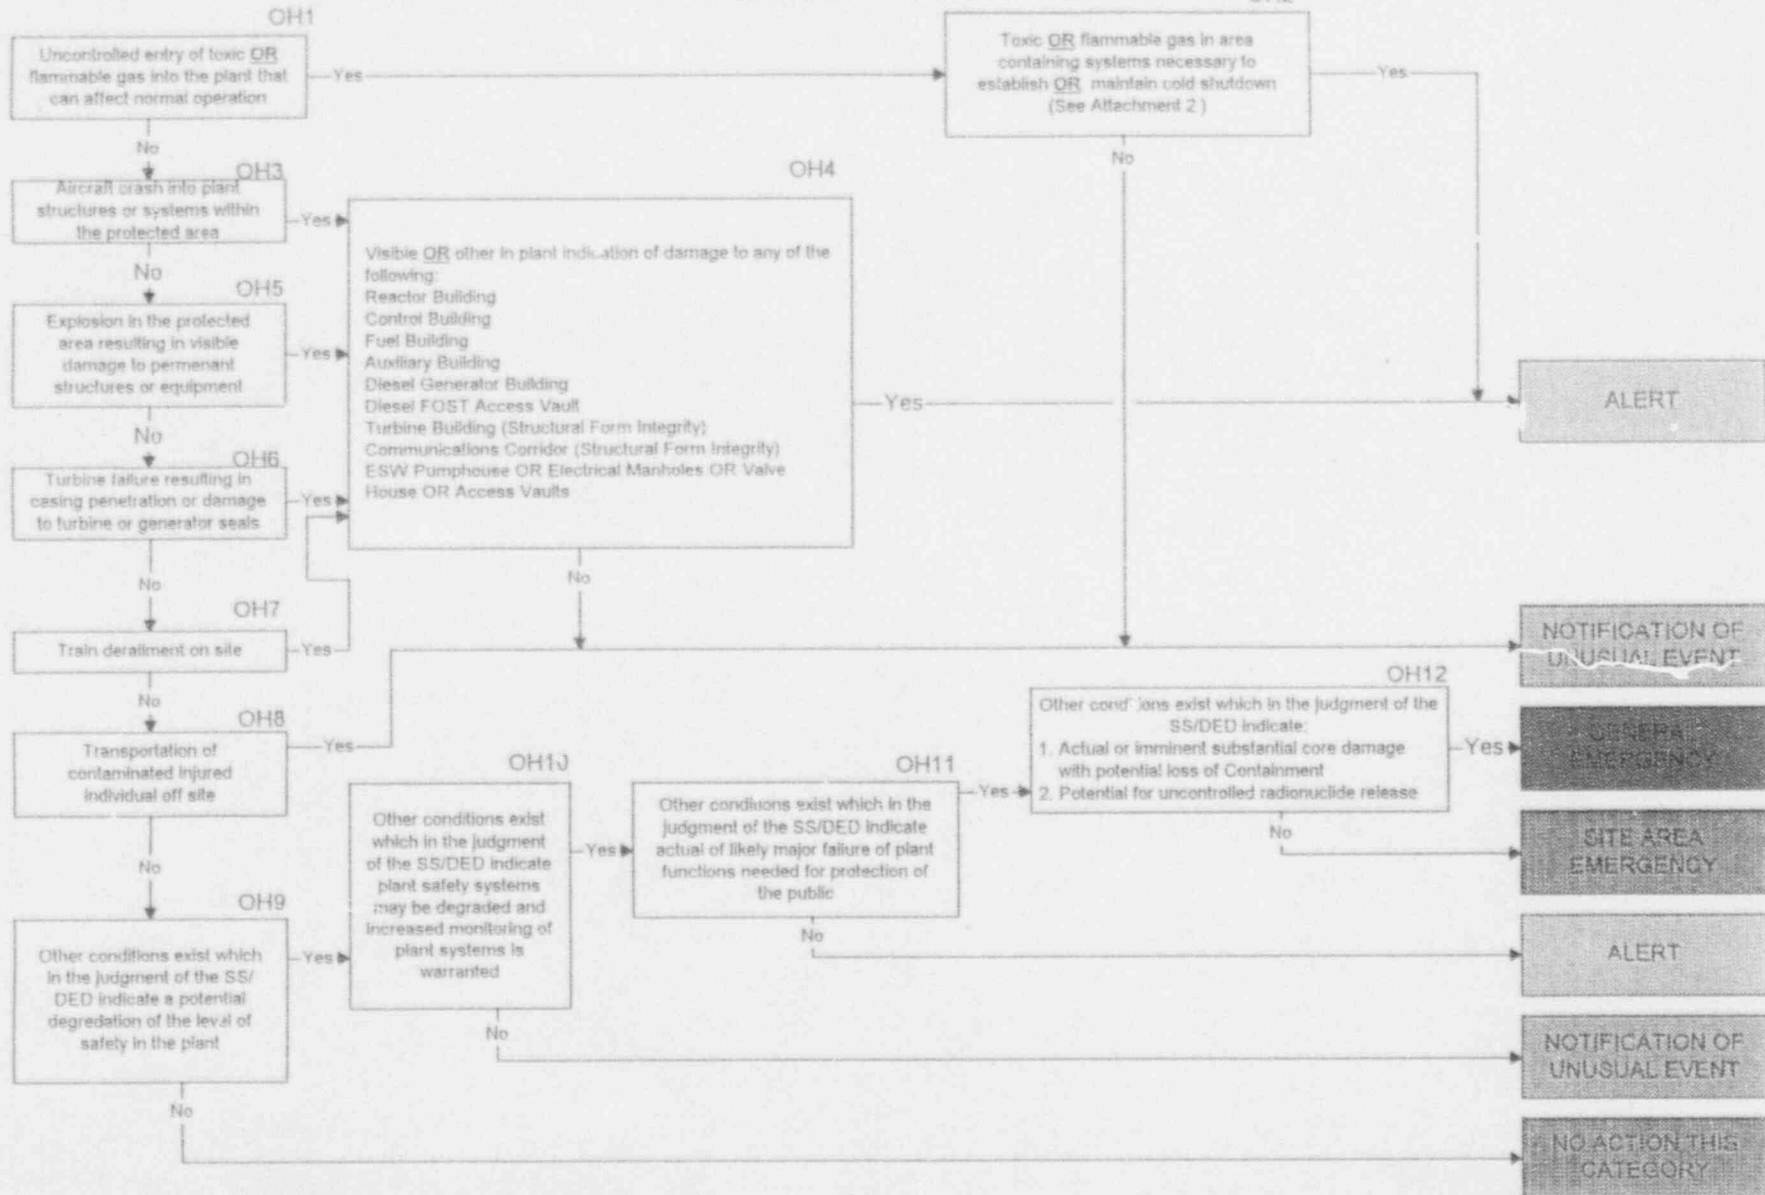 OH1
Uncontrolled entry of toxic OR
flammable gas into the plant that
can affect normal operation
Yes
No
Toxic OR flammable gas in area
containing systems necessary to
establish OR maintain cold shutdown
(See Attachment 2 )
Yes
No
OH3
Aircraft crash into plant
structures or systems within
the protected area
Yes
No
OH4
Visible OR other in plant indication of damage to any of the
following:
Reactor Building
Control Building
Fuel Building
Auxiliary Building
Diesel Generator Building
Diesel FOST Access Vault
Turbine Building (Structural Form Integrity)
Communications Corridor (Structural Form Integrity)
ESW Pumphouse OR Electrical Manholes OR Valve
House OR Access Vaults
Yes
No
OH5
Explosion in the protected
area resulting in visible
damage to permenant
structures or equipment
Yes
No
ALERT
OH6
Turbine failure resulting in
casing penetration or damage
to turbine or generator seals
Yes
No
OH7
Train derailment on site
Yes
No
NOTIFICATION OF
UNUSUAL EVENT
OH8
Transportation of
contaminated injured
individual off site
Yes
No
OH9
Other conditions exist which
in the judgment of the SS/
DED indicate a potential
degredation of the level of
safety in the plant
Yes
No
OH10
Other conditions exist
which in the judgment
of the SS/DED indicate
plant safety systems
may be degraded and
increased monitoring of
plant systems is
warranted
Yes
No
OH11
Other conditions exist which in the
judgment of the SS/DED indicate
actual of likely major failure of plant
functions needed for protection of
the public
Yes
No
OH12
Other conditions exist which in the judgment of the
SS/DED indicate:
1. Actual or imminent substantial core damage
with potential loss of Containment
2. Potential for uncontrolled radionuclide release
Yes
No
GENERAL
EMERGENCY
SITE AREA
EMERGENCY
ALERT
NOTIFICATION OF
UNUSUAL EVENT
NO ACTION THIS
CATEGORY